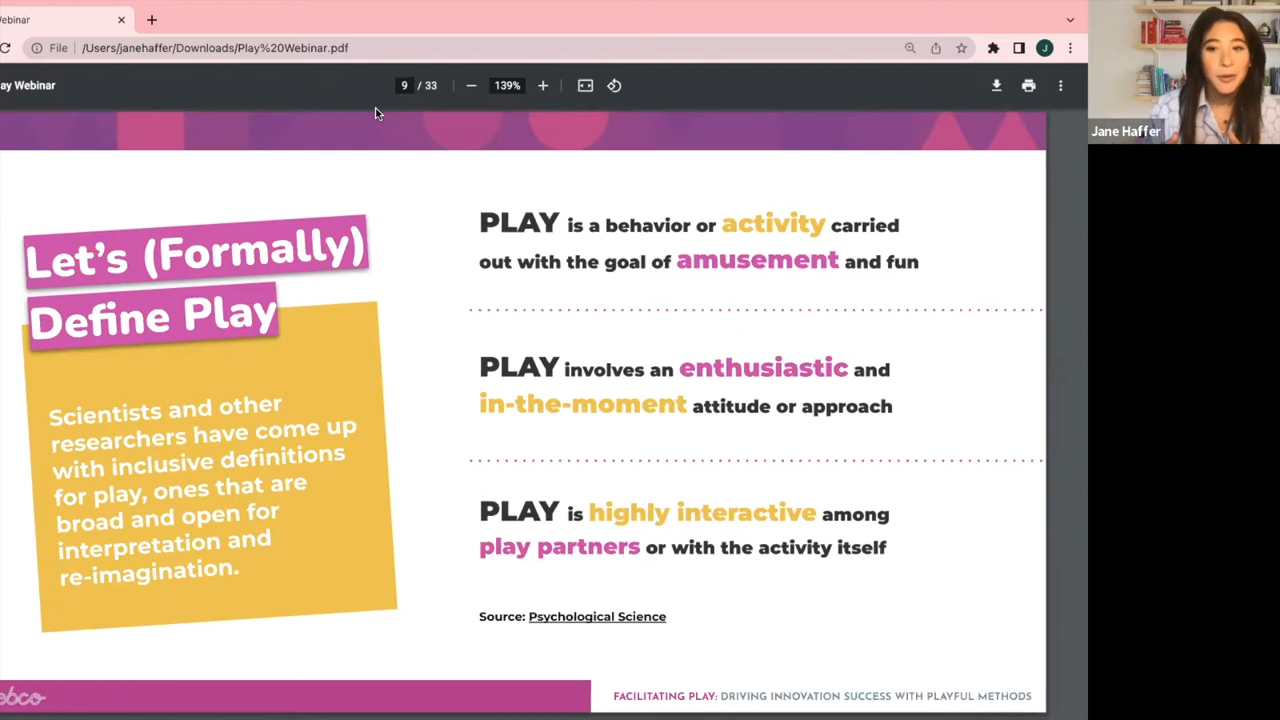 Webinar
File
/Users/janehaffer/Downloads/Play%20Webinar.pdf
J
ay Webinar
9 / 33
139%
Jane Haffer
Let's (Formally)
Define Play
Scientists and other
researchers have come up
with inclusive definitions
for play, ones that are
broad and open for
interpretation and
re-imagination.
PLAY is a behavior or activity carried
out with the goal of amusement and fun
PLAY involves an enthusiastic and
in-the-moment attitude or approach
PLAY is highly interactive among
play partners or with the activity itself
Source: Psychological Science
ebco
FACILITATING PLAY: DRIVING INNOVATION SUCCESS WITH PLAYFUL METHODS